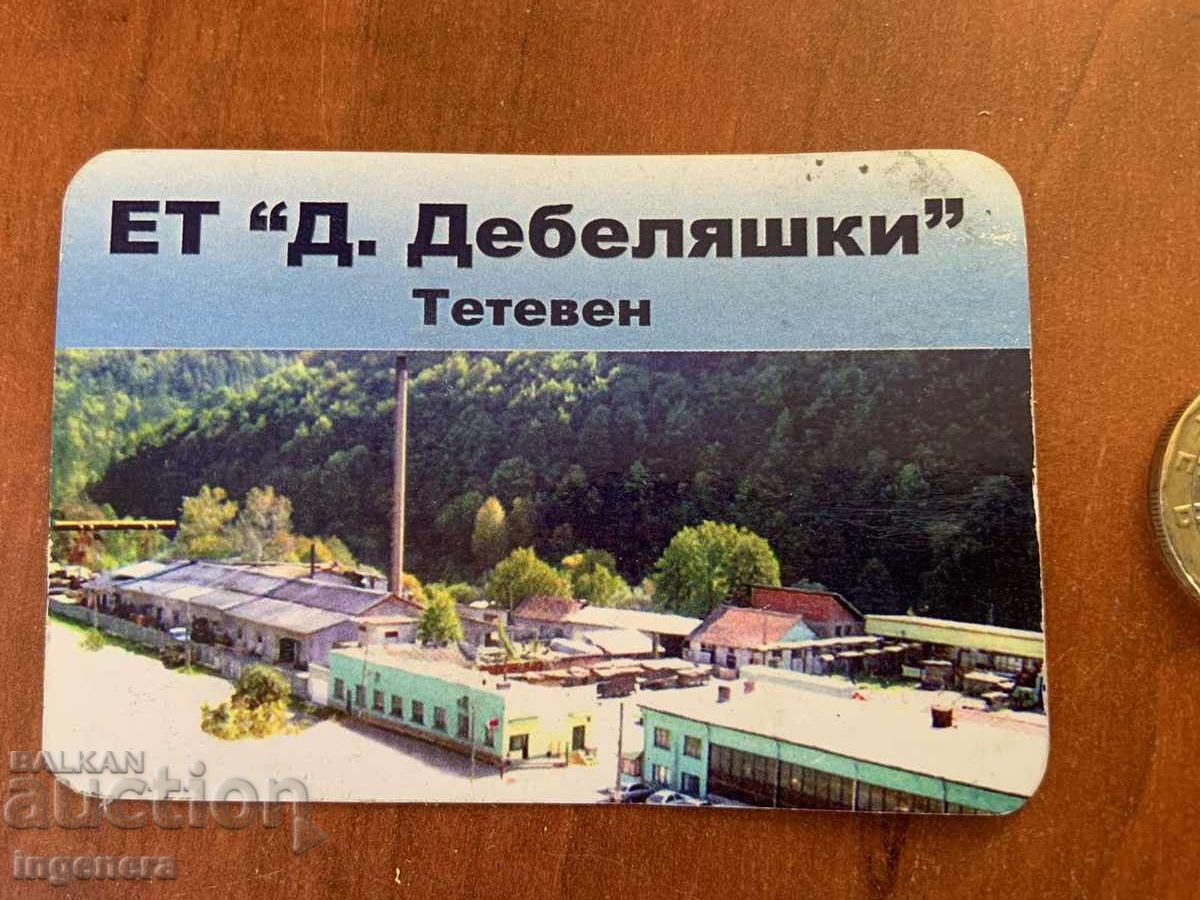 ЕТ “Д. Дебеляшки”
Тетевен
BALKAN
auction
ingenera